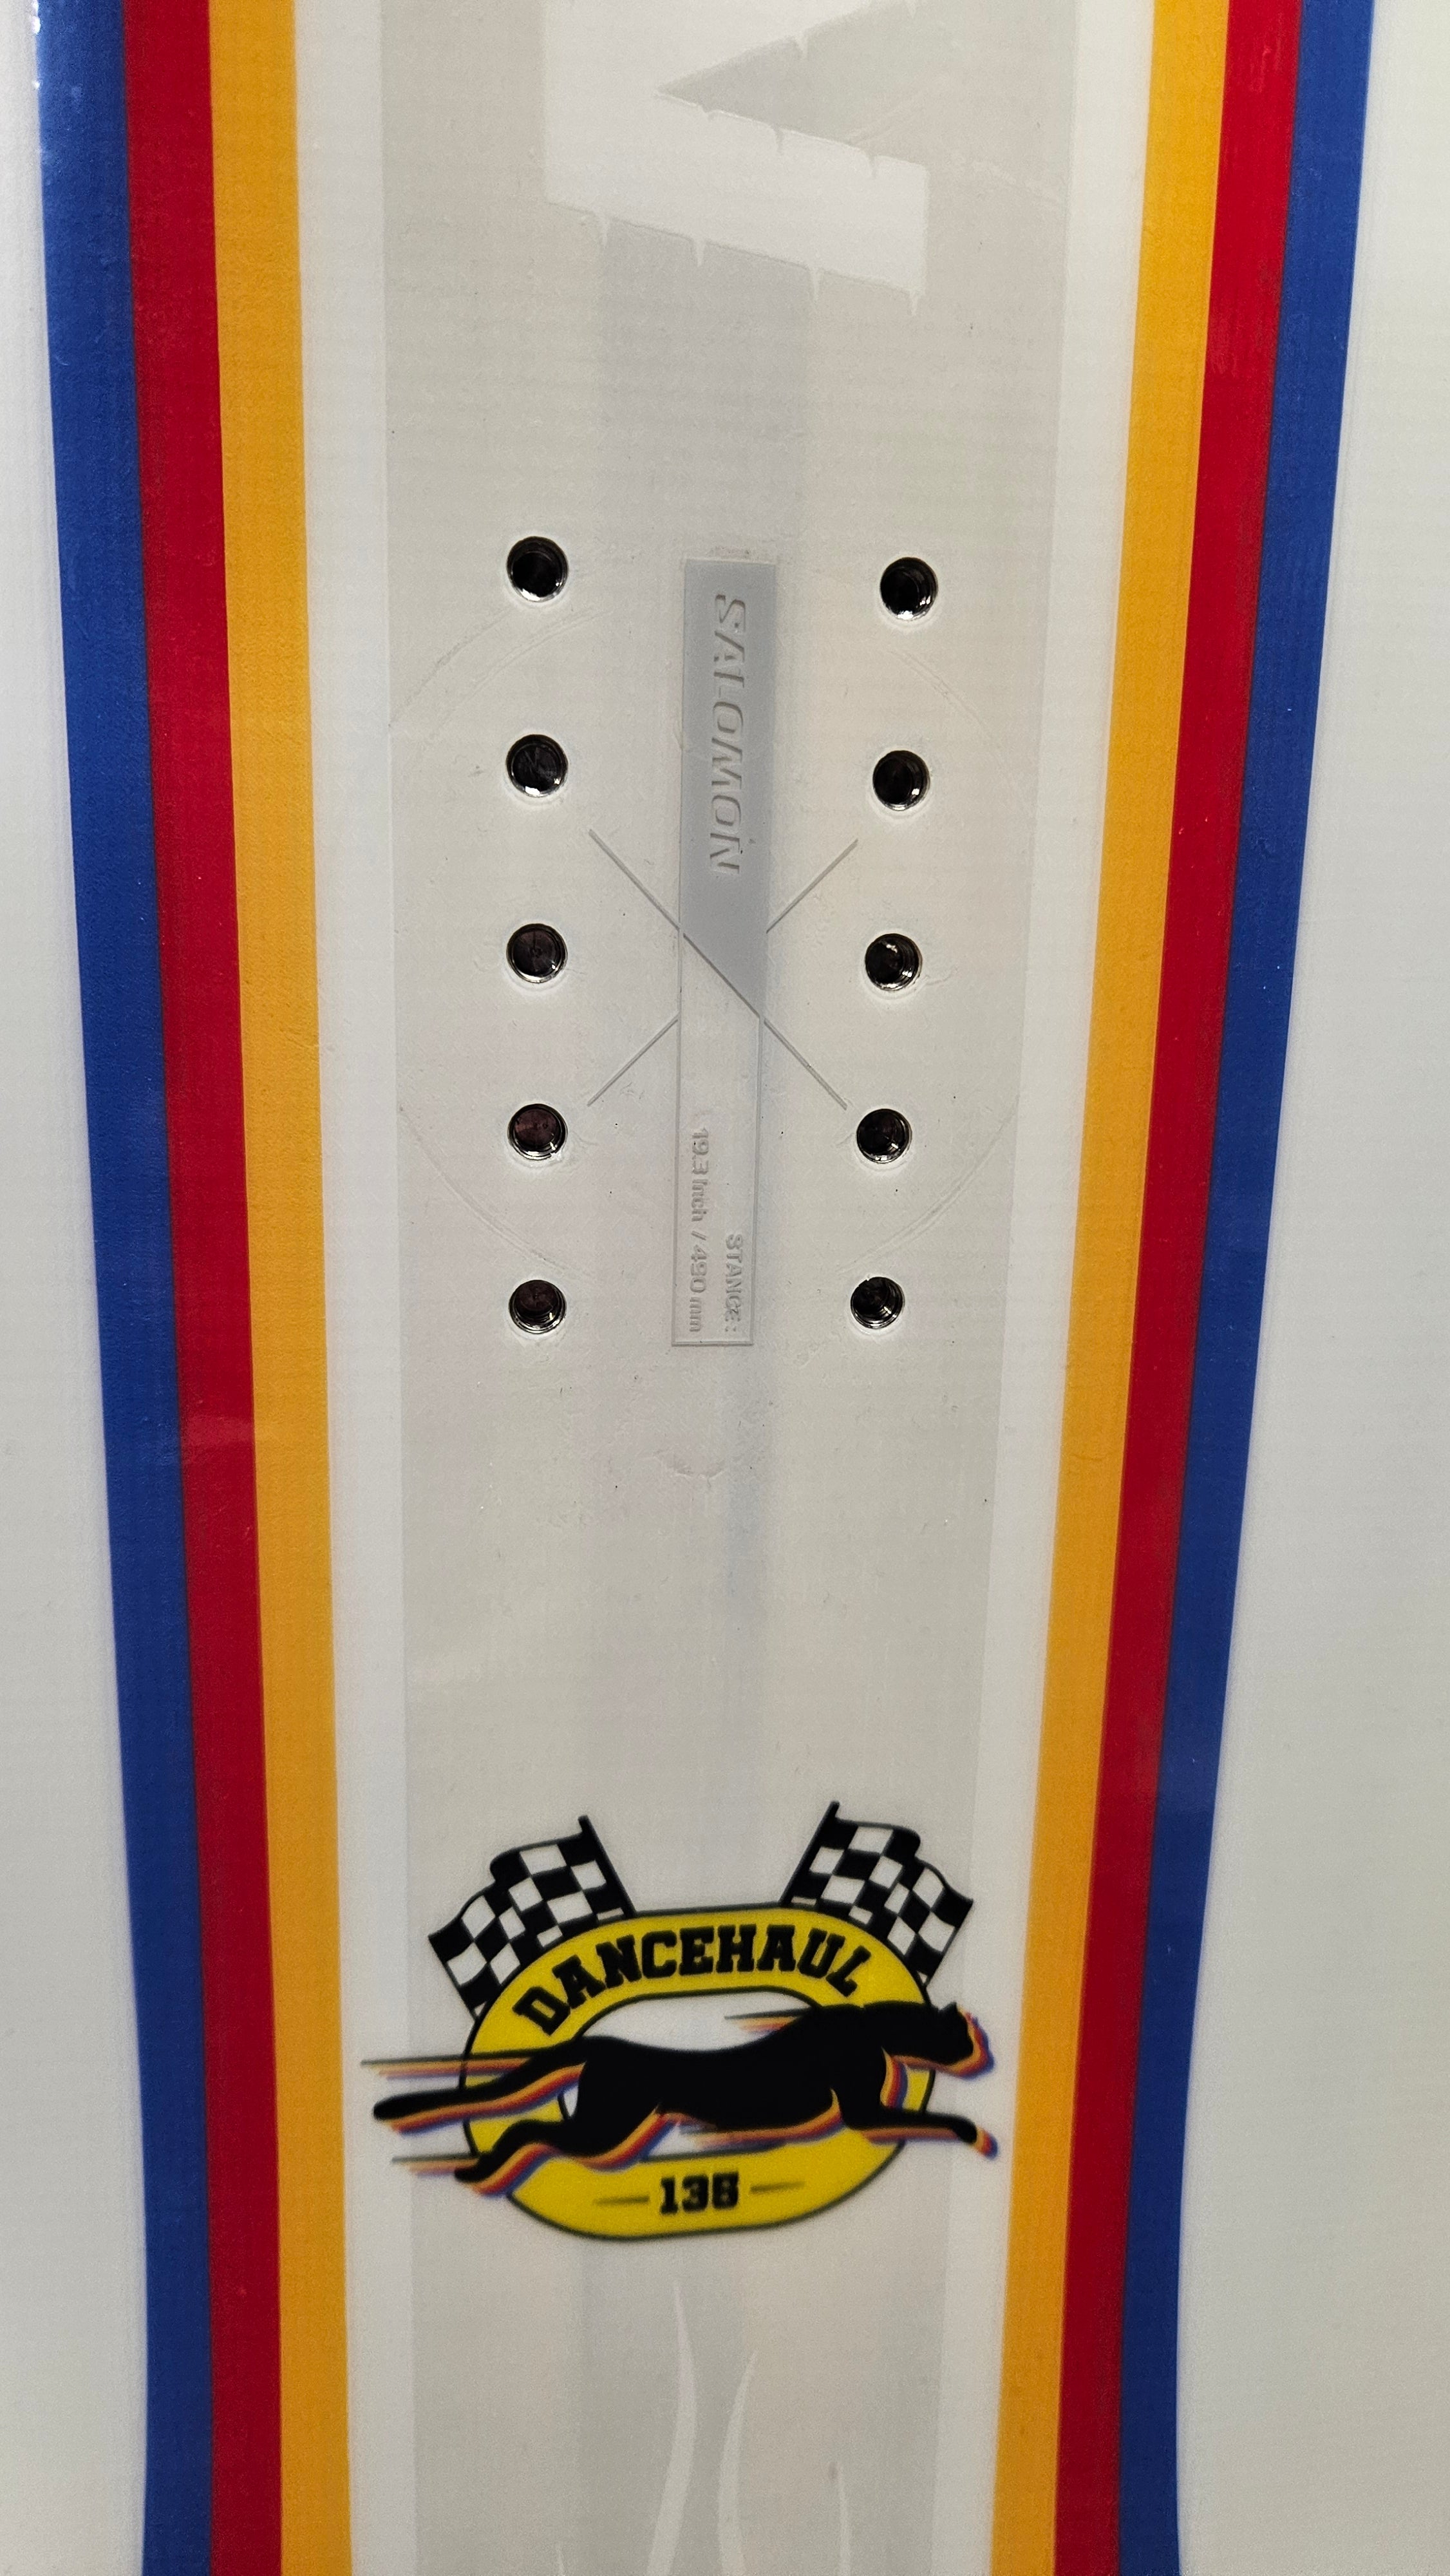 SALOMON
STANCE:
19.3 Inch / 490 mm
DANCEHAUL
138